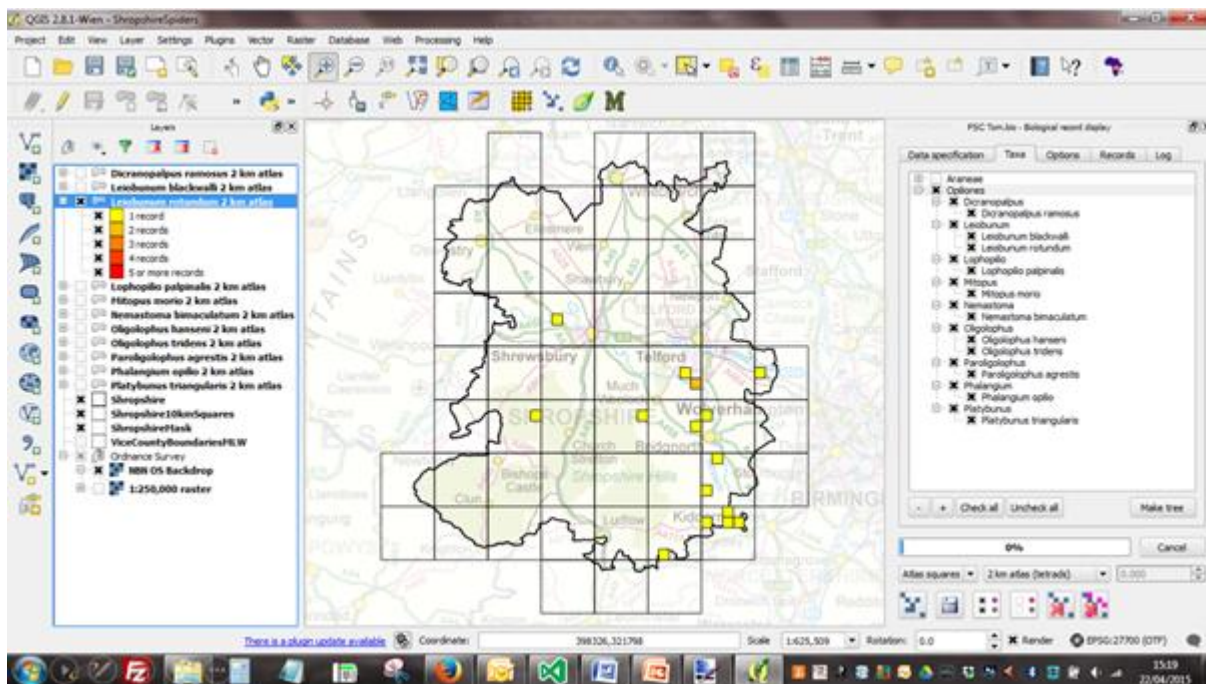 QGIS 2.8.1-Wien - ShropshireSpiders
Project Edit View Layer Settings Plugins Vector Raster Database Web Processing Help
Layers
Dicranopalpus ramosus 2 km atlas
Leiobunum blackwalli 2 km atlas
Leiobunum rotundum 2 km atlas
1 record
2 records
3 records
4 records
5 or more records
Lophopilio palpinalis 2 km atlas
Mitopus morio 2 km atlas
Nemastoma bimaculatum 2 km atlas
Oligolophus hanseni 2 km atlas
Oligolophus tridens 2 km atlas
Paroligolophus agrestis 2 km atlas
Phalangium opilio 2 km atlas
Platybunus triangularis 2 km atlas
Shropshire
Shropshire10kmSquares
ShropshireMask
ViceCountyBoundariesMLW
Ordnance Survey
NBN OS Backdrop
1:250,000 raster
Ellesmere
Wem
Stafford
Shrewsbury
Telford
Much
SHROPSHIRE
Church
Stretton
Bridgnorth
Bishops
Castle
Shropshire Hills
Clun
BIRMING
Ludlow
FSC Tom.bio - Biological record display
Data specification Taxa Options Records Log
Araneae
Opiliones
Dicranopalpus
Dicranopalpus ramosus
Leiobunum
Leiobunum blackwalli
Leiobunum rotundum
Lophopilio
Lophopilio palpinalis
Mitopus
Mitopus morio
Nemastoma
Nemastoma bimaculatum
Oligolophus
Oligolophus hanseni
Oligolophus tridens
Paroligolophus
Paroligolophus agrestis
Phalangium
Phalangium opilio
Platybunus
Platybunus triangularis
- + Check all Uncheck all Make tree
0% Cancel
Atlas squares 2 km atlas (tetrads) 0.000
There is a plugin update available Coordinate: 398326,321798 Scale 1:625,509 Rotation: 0.0 Render EPSG:27700 (OTF)
15:19
22/04/2015